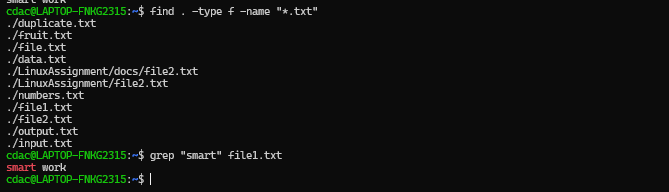 smart work
cdac@LAPTOP-FNKG2315:~$ find . -type f -name "*.txt"
./duplicate.txt
./fruit.txt
./file.txt
./data.txt
./LinuxAssignment/docs/file2.txt
./LinuxAssignment/file2.txt
./numbers.txt
./file1.txt
./file2.txt
./output.txt
./input.txt
cdac@LAPTOP-FNKG2315:~$ grep "smart" file1.txt
smart work
cdac@LAPTOP-FNKG2315:~$